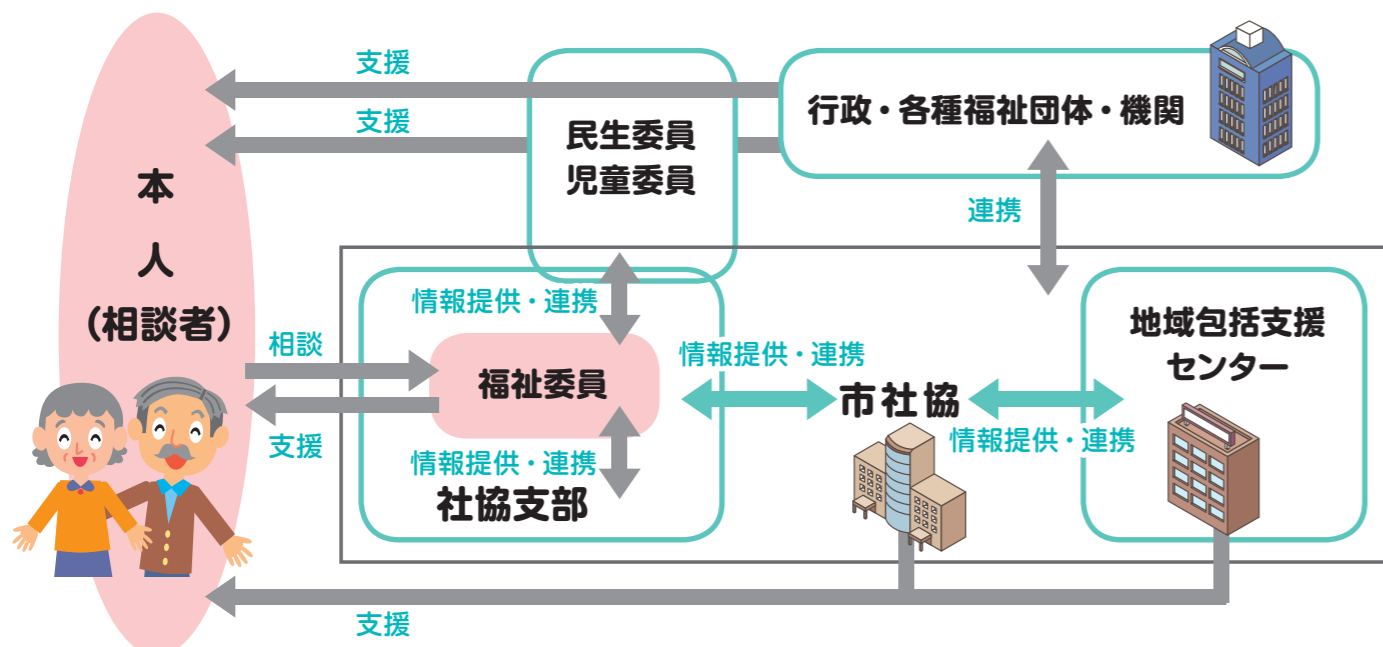 支援
支援
行政・各種福祉団体・機関
民生委員
児童委員
本
人
(相談者)
連携
情報提供・連携
地域包括支援
センター
相談
福祉委員
情報提供・連携
市社協
支援
情報提供・連携
情報提供・連携
社協支部
支援